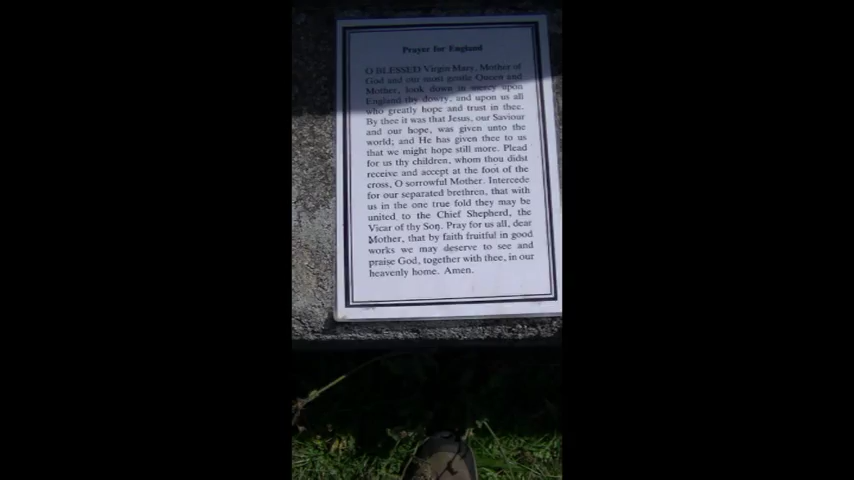 Prayer for England
O BLESSED Virgin Mary, Mother of
God and our most gentle Queen and
Mother, look down in mercy upon
England thy dowry, and upon us all
who greatly hope and trust in thee.
By thee it was that Jesus, our Saviour
and our hope, was given unto the
world; and He has given thee to us
that we might hope still more. Plead
for us thy children, whom thou didst
receive and accept at the foot of the
cross, O sorrowful Mother. Intercede
for our separated brethren, that with
us in the one true fold they may be
united to the Chief Shepherd, the
Vicar of thy Son. Pray for us all, dear
Mother, that by faith fruitful in good
works we may deserve to see and
praise God, together with thee, in our
heavenly home. Amen.